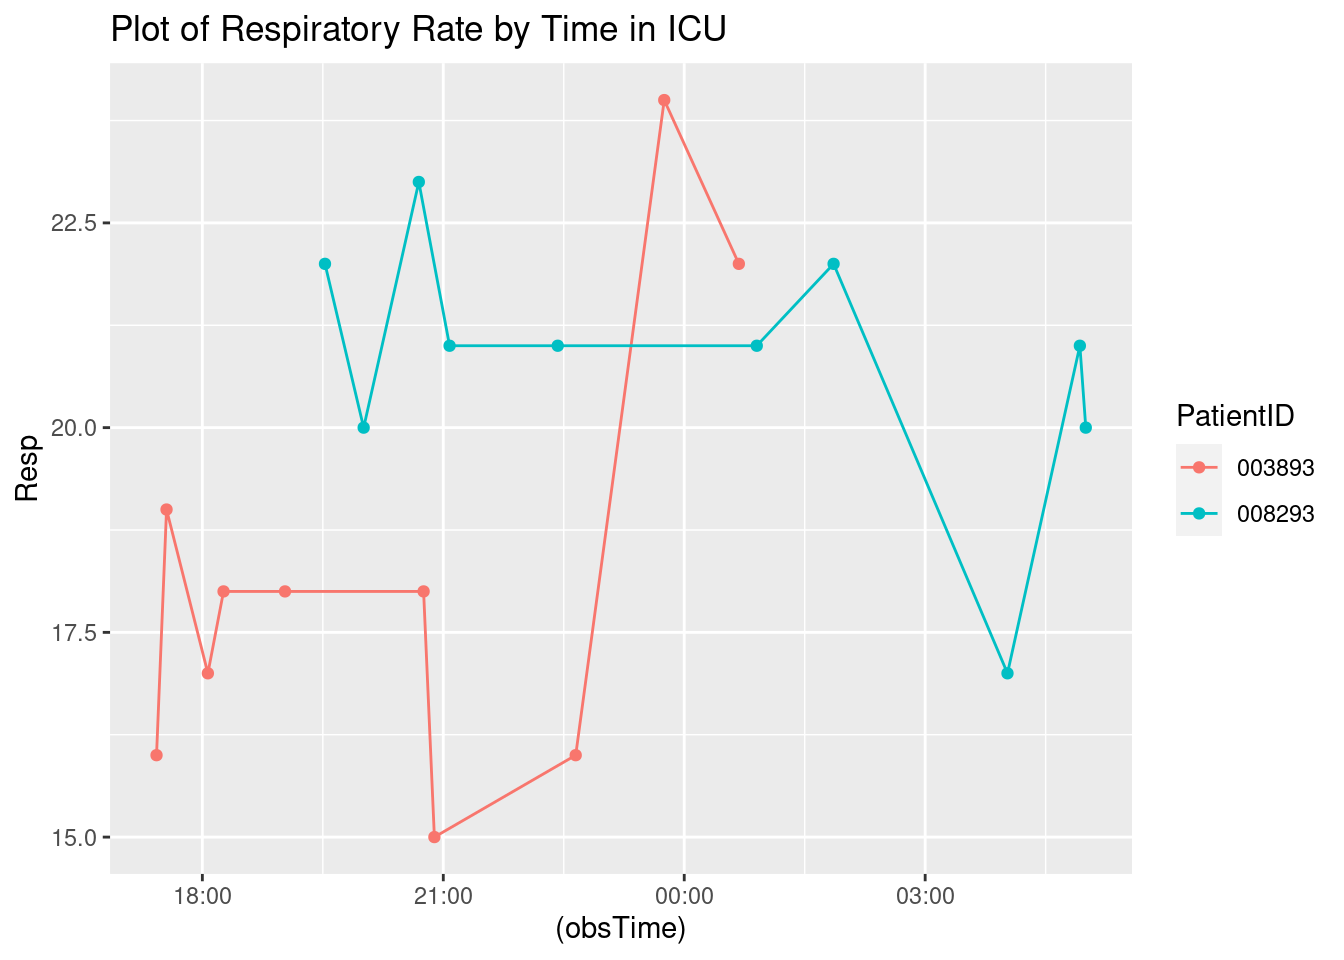 Plot of Respiratory Rate by Time in ICU
Resp
22.5
20.0
17.5
15.0
18:00 21:00 00:00 03:00
(obsTime)
PatientID
003893
008293